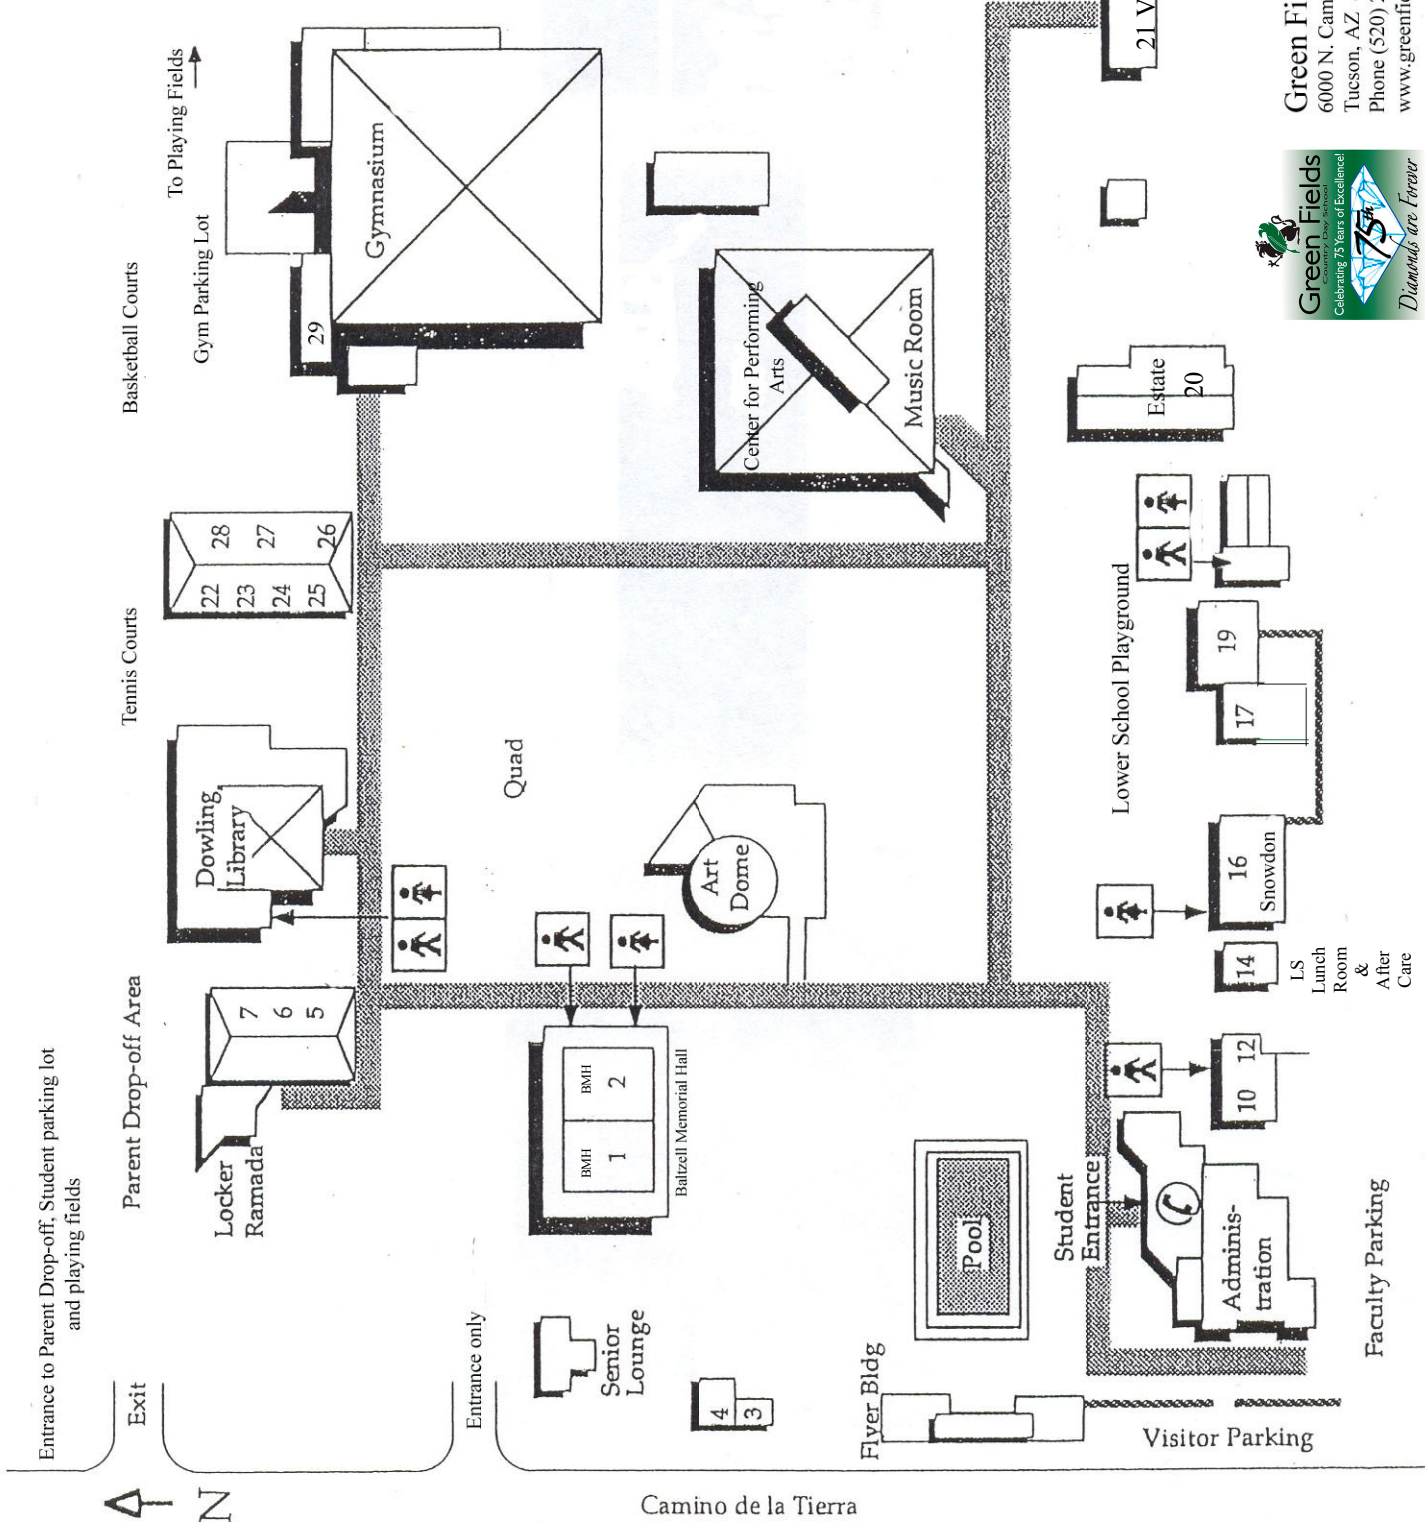 Entrance to Parent Drop-off, Student parking lot
and playing fields
Exit
Parent Drop-off Area
Tennis Courts
Basketball Courts
Gym Parking Lot
To Playing Fields
Locker
Ramada
7
6
5
Dowling
Library
22
23
24
25
28
27
26
29
Gymnasium
Entrance only
Senior
Lounge
BMH
1
BMH
2
Baltzell Memorial Hall
Quad
Art
Dome
Center for Performing
Arts
Music Room
4
3
Flyer Bldg
Pool
Student
Entrance
Adminis-
tration
10
12
14
LS
Lunch
Room
&
After
Care
16
Snowdon
17
19
Lower School Playground
Estate
20
21 V
Visitor Parking
Faculty Parking
Camino de la Tierra
N
Green Fields
Country Day School
Celebrating 75 Years of Excellence!
75th
Diamonds are Forever
Green Fi
6000 N. Cam
Tucson, AZ
Phone (520) 2
www.greenfie